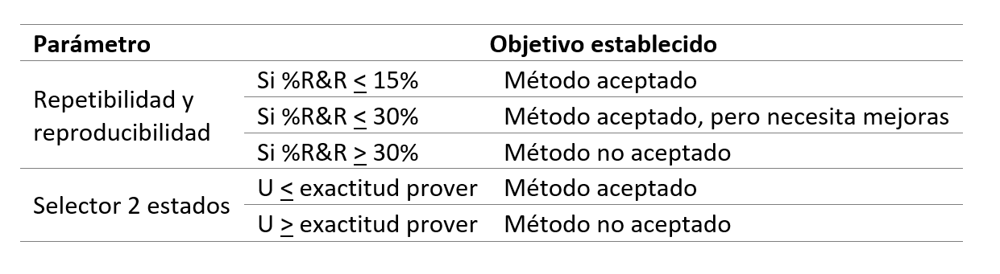 Parámetro Objetivo establecido
Repetibilidad y reproducibilidad
Si %R&R ≤ 15% Método aceptado
Si %R&R ≤ 30% Método aceptado, pero necesita mejoras
Si %R&R ≥ 30% Método no aceptado
Selector 2 estados
U ≤ exactitud prover Método aceptado
U ≥ exactitud prover Método no aceptado